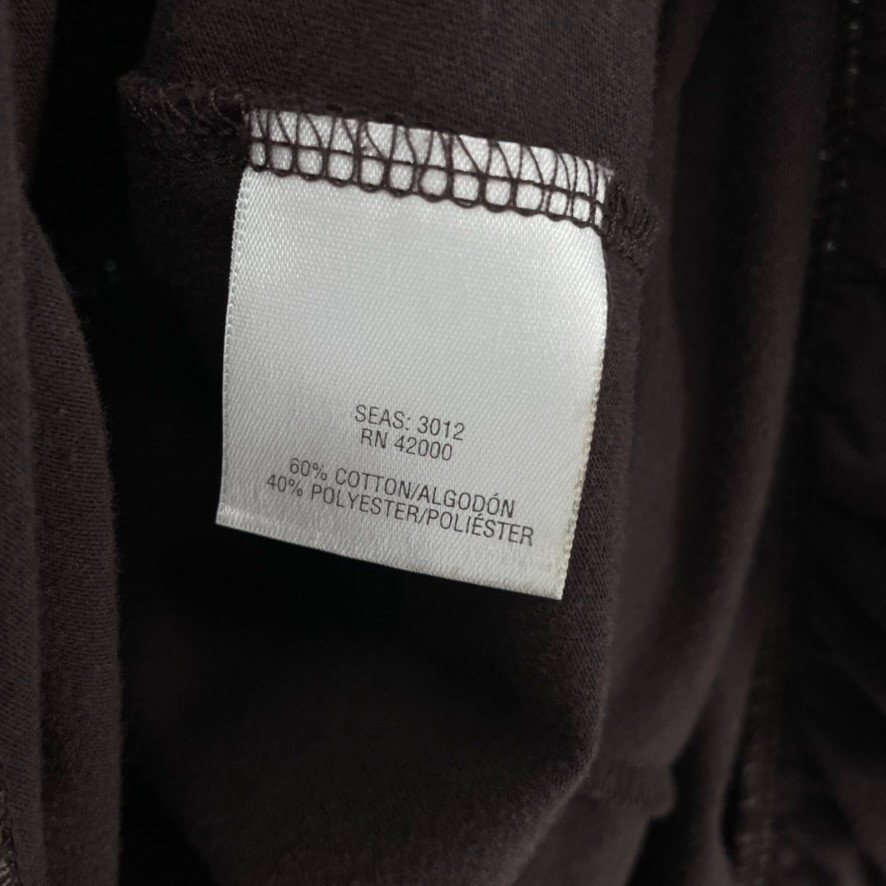 SEAS: 3012
RN 42000
60% COTTON/ALGODÓN
40% POLYESTER/POLIÉSTER